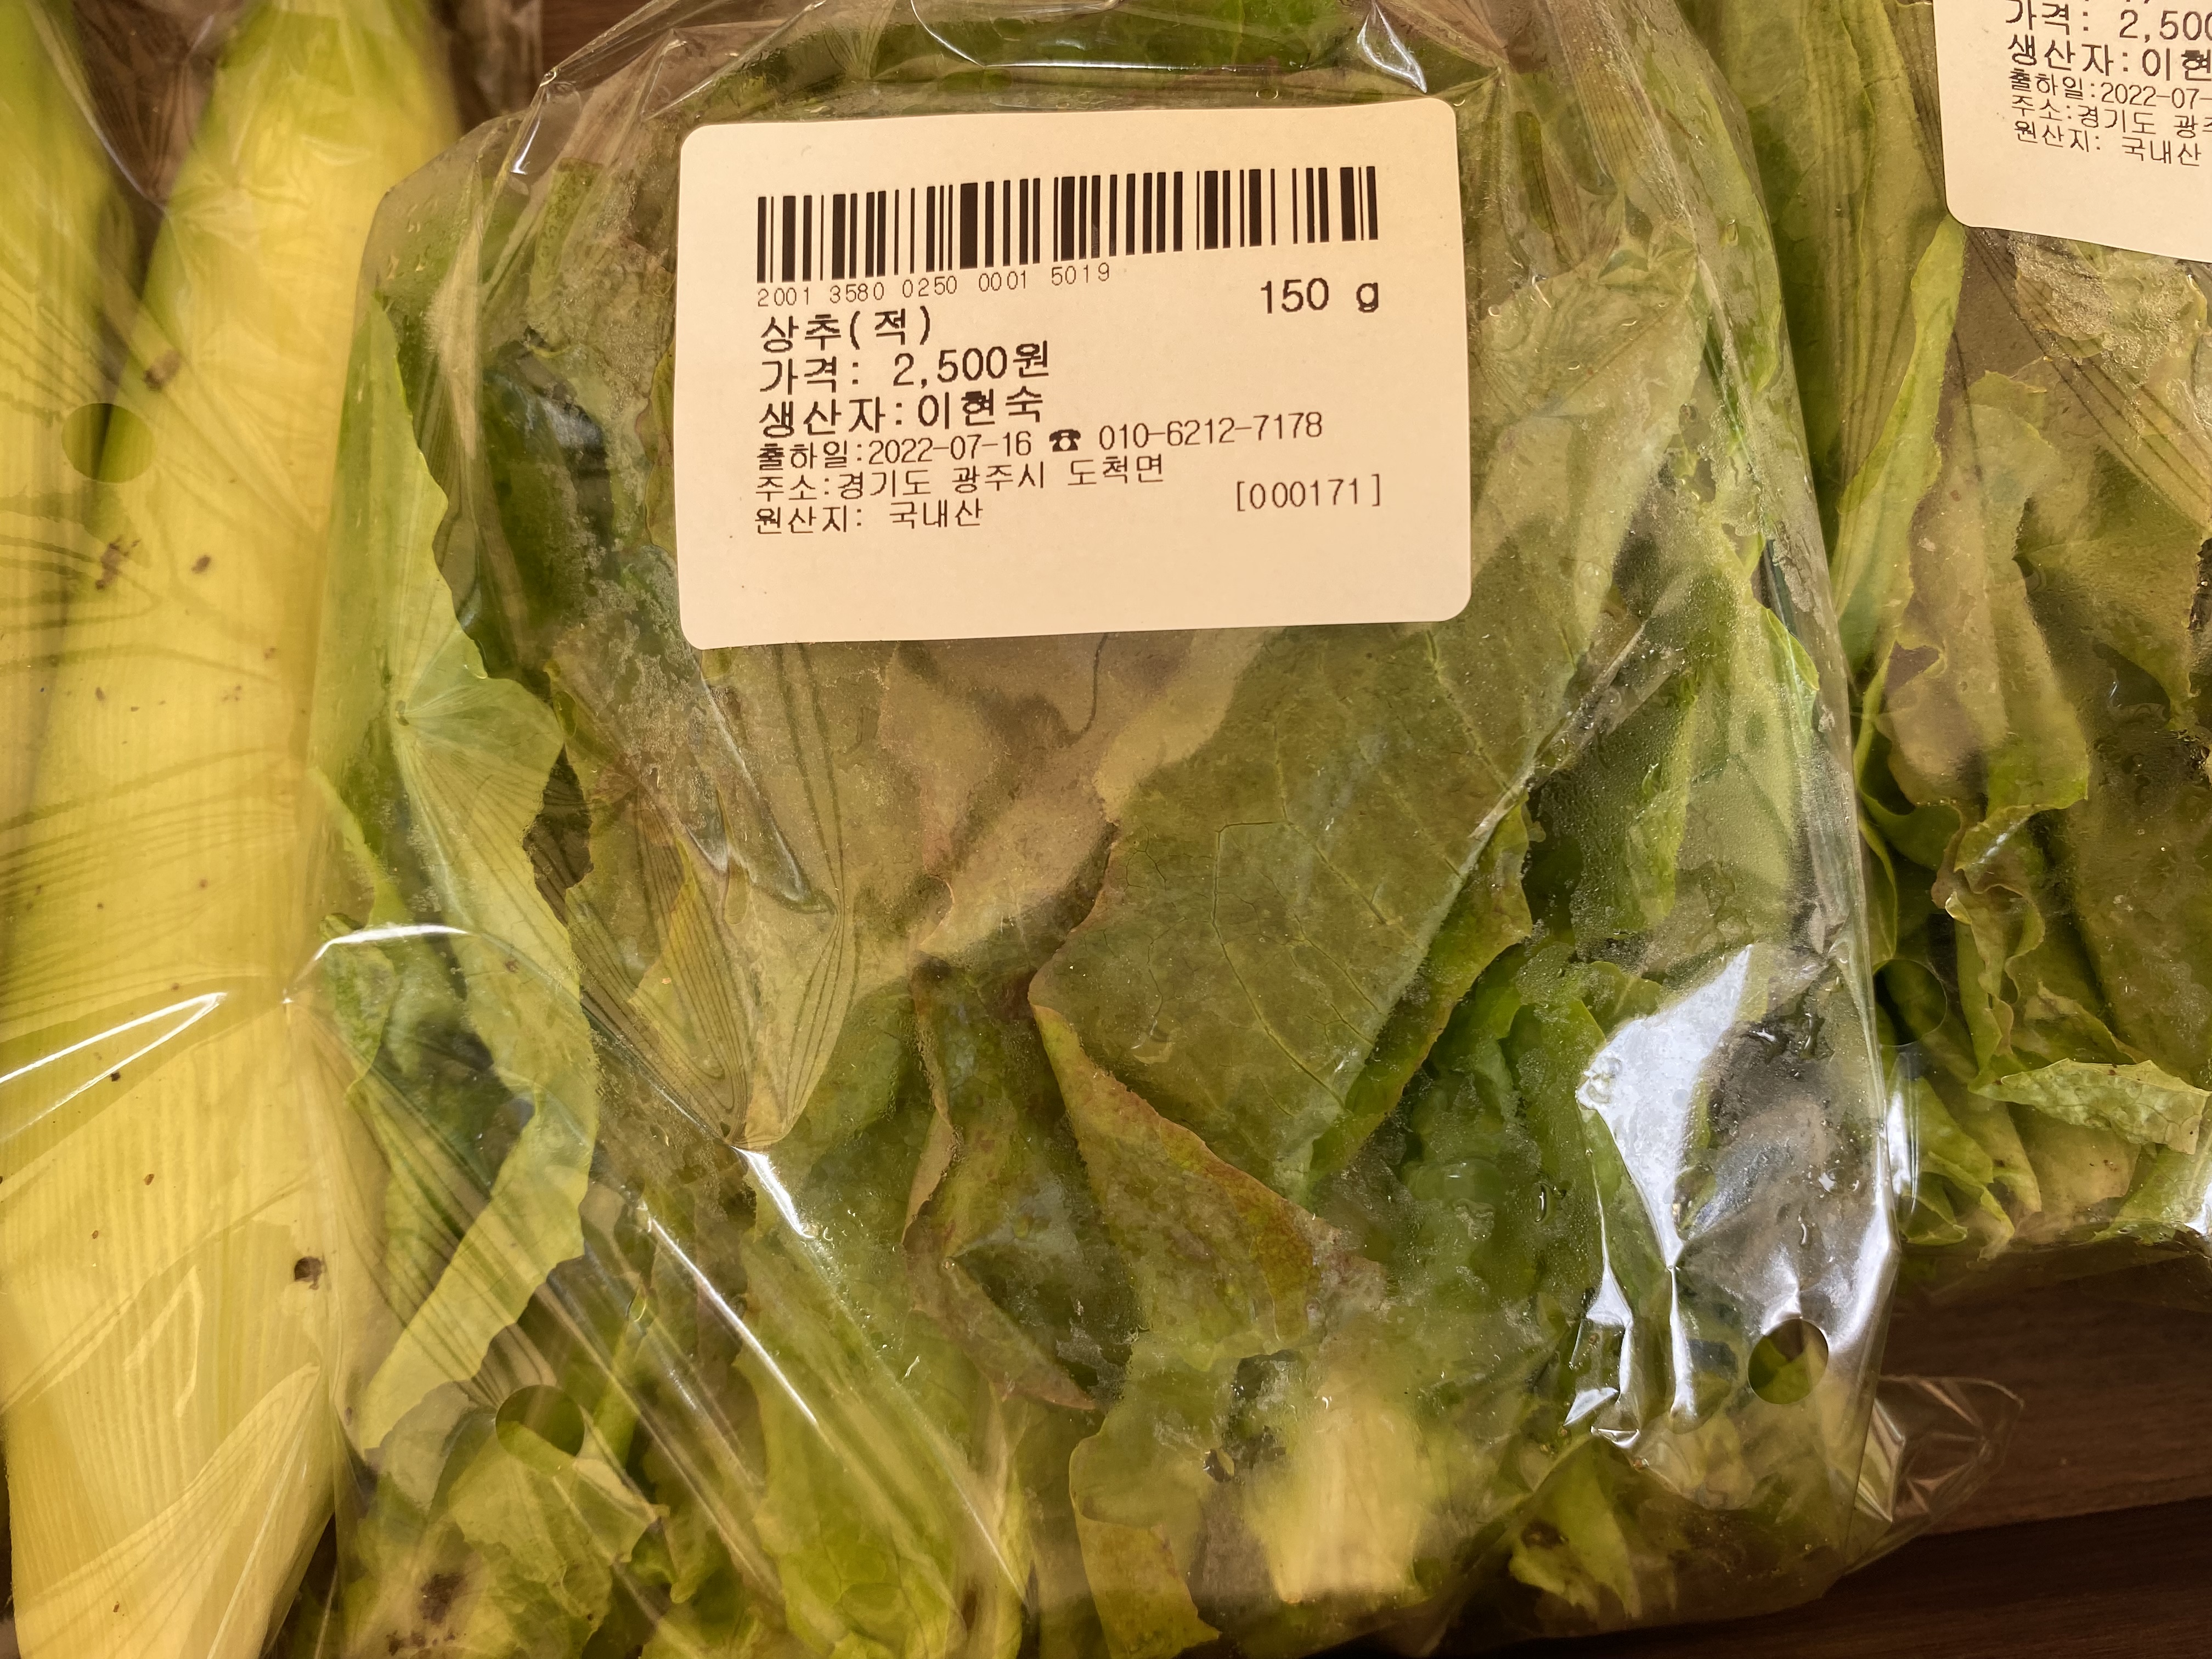 2001 3580 0250 0001 5019
150 g
상추(적)
가격: 2,500원
생산자:이현숙
출하일:2022-07-16 ☎ 010-6212-7178
주소:경기도 광주시 도척면
원산지: 국내산 [000171]
가격: 2,500
생산자:이현
출하일:2022-07-
주소:경기도
원산지: 국내산